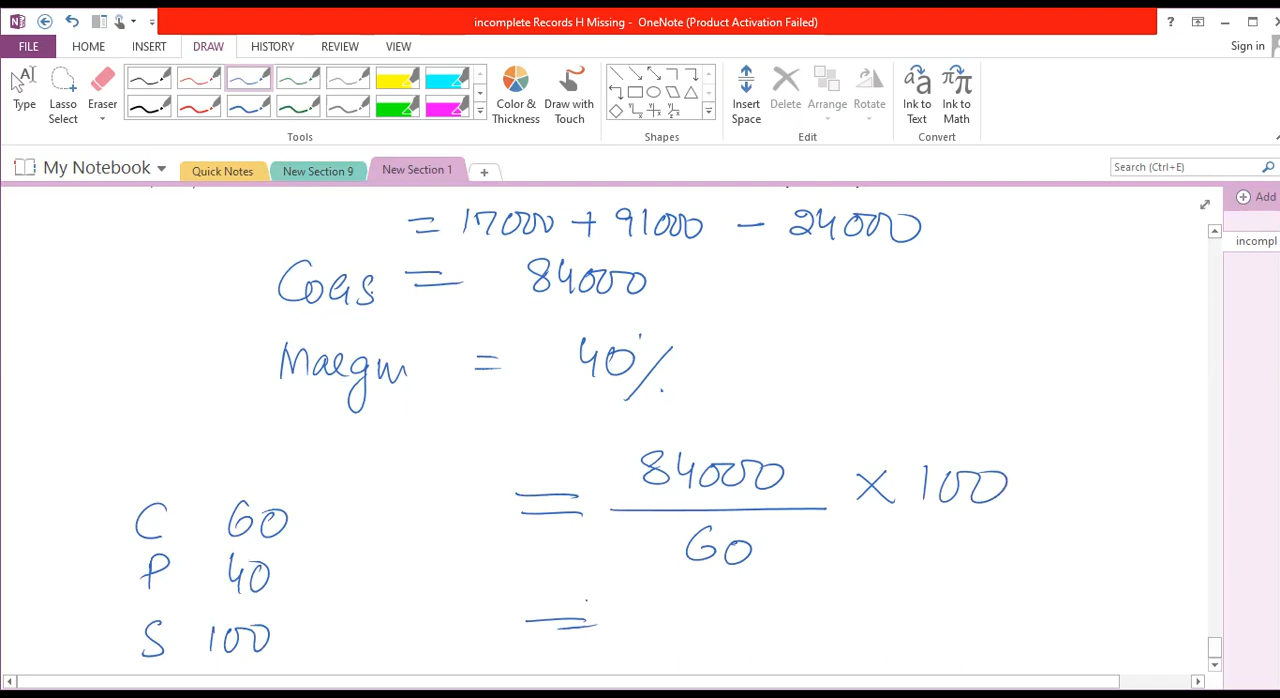 incomplete Records H Missing - OneNote (Product Activation Failed)
?
FILE HOME INSERT DRAW HISTORY REVIEW VIEW
Sign in
Type
Lasso Select
Eraser
Color & Thickness
Draw with Touch
Insert Space
Delete
Arrange
Rotate
Ink to Text
Ink to Math
Tools
Shapes
Edit
Convert
My Notebook
Quick Notes
New Section 9
New Section 1
Search (Ctrl+E)
Add
incompl
= 17000 + 91000 - 24000
COGS = 84000
Margin = 40%
= 84000 / 60 × 100
C 60
P 40
S 100
=